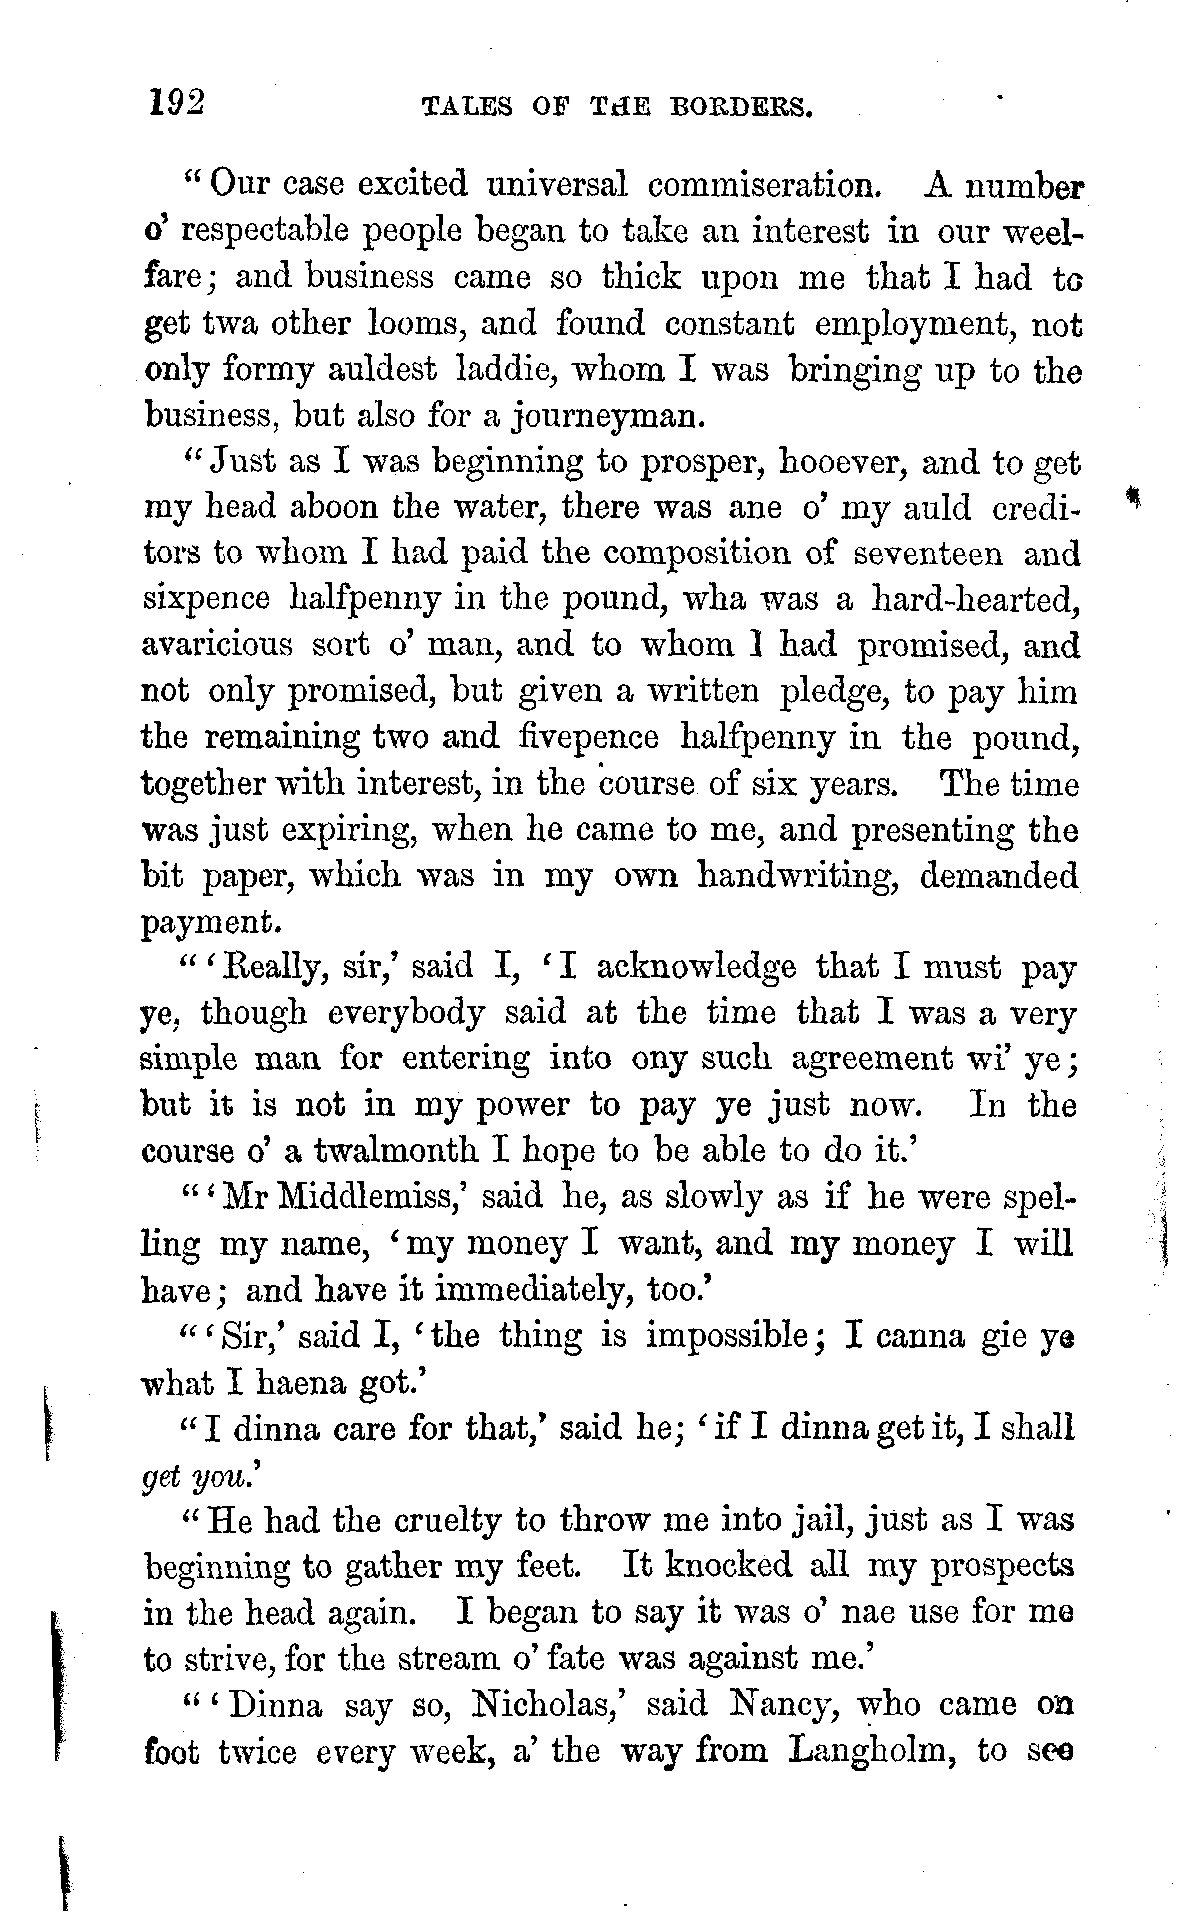 192 TALES OF THE BORDERS.
“Our case excited universal commiseration. A number
o’ respectable people began to take an interest in our weel-
fare; and business came so thick upon me that I had to
get twa other looms, and found constant employment, not
only formy auldest laddie, whom I was bringing up to the
business, but also for a journeyman.
“Just as I was beginning to prosper, hooever, and to get
my head aboon the water, there was ane o’ my auld credi-
tors to whom I had paid the composition of seventeen and
sixpence halfpenny in the pound, wha was a hard-hearted,
avaricious sort o’ man, and to whom I had promised, and
not only promised, but given a written pledge, to pay him
the remaining two and fivepence halfpenny in the pound,
together with interest, in the course of six years. The time
was just expiring, when he came to me, and presenting the
bit paper, which was in my own handwriting, demanded
payment.
“‘Really, sir,’ said I, ‘I acknowledge that I must pay
ye, though everybody said at the time that I was a very
simple man for entering into ony such agreement wi’ ye;
but it is not in my power to pay ye just now. In the
course o’ a twalmonth I hope to be able to do it.’
“‘Mr Middlemiss,’ said he, as slowly as if he were spel-
ling my name, ‘my money I want, and my money I will
have; and have it immediately, too.’
“‘Sir,’ said I, ‘the thing is impossible; I canna gie ye
what I haena got.’
“I dinna care for that,’ said he; ‘if I dinna get it, I shall
get you.’
“He had the cruelty to throw me into jail, just as I was
beginning to gather my feet. It knocked all my prospects
in the head again. I began to say it was o’ nae use for me
to strive, for the stream o’ fate was against me.’
“‘Dinna say so, Nicholas,’ said Nancy, who came on
foot twice every week, a’ the way from Langholm, to see